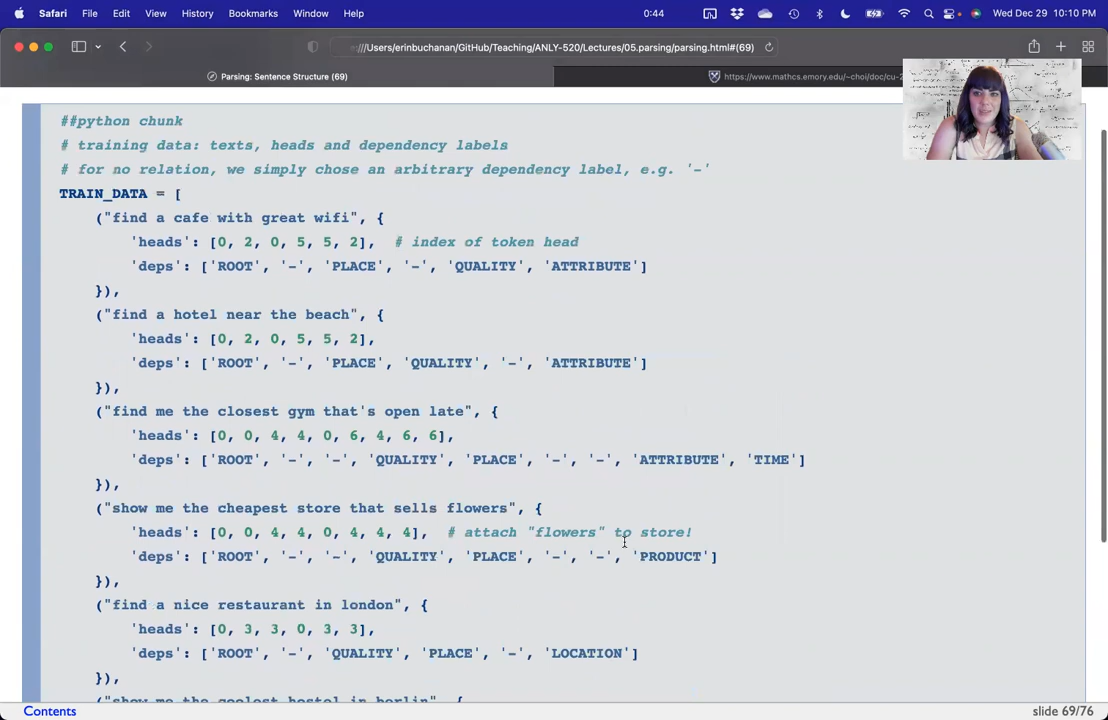 Safari File Edit View History Bookmarks Window Help 0:44 Wed Dec 29 10:10 PM
///Users/erinbuchanan/GitHub/Teaching/ANLY-520/Lectures/05.parsing/parsing.html#(69)
Parsing: Sentence Structure (69) https://www.mathcs.emory.edu/~choi/doc/cu-2
##python chunk
# training data: texts, heads and dependency labels
# for no relation, we simply chose an arbitrary dependency label, e.g. '-'
TRAIN_DATA = [
("find a cafe with great wifi", {
'heads': [0, 2, 0, 5, 5, 2], # index of token head
'deps': ['ROOT', '-', 'PLACE', '-', 'QUALITY', 'ATTRIBUTE']
}),
("find a hotel near the beach", {
'heads': [0, 2, 0, 5, 5, 2],
'deps': ['ROOT', '-', 'PLACE', 'QUALITY', '-', 'ATTRIBUTE']
}),
("find me the closest gym that's open late", {
'heads': [0, 0, 4, 4, 0, 6, 4, 6, 6],
'deps': ['ROOT', '-', '-', 'QUALITY', 'PLACE', '-', '-', 'ATTRIBUTE', 'TIME']
}),
("show me the cheapest store that sells flowers", {
'heads': [0, 0, 4, 4, 0, 4, 4, 4], # attach "flowers" to store!
'deps': ['ROOT', '-', '-', 'QUALITY', 'PLACE', '-', '-', 'PRODUCT']
}),
("find a nice restaurant in london", {
'heads': [0, 3, 3, 0, 3, 3],
'deps': ['ROOT', '-', 'QUALITY', 'PLACE', '-', 'LOCATION']
}),
("show me the coolest hostel in berlin", {
Contents slide 69/76